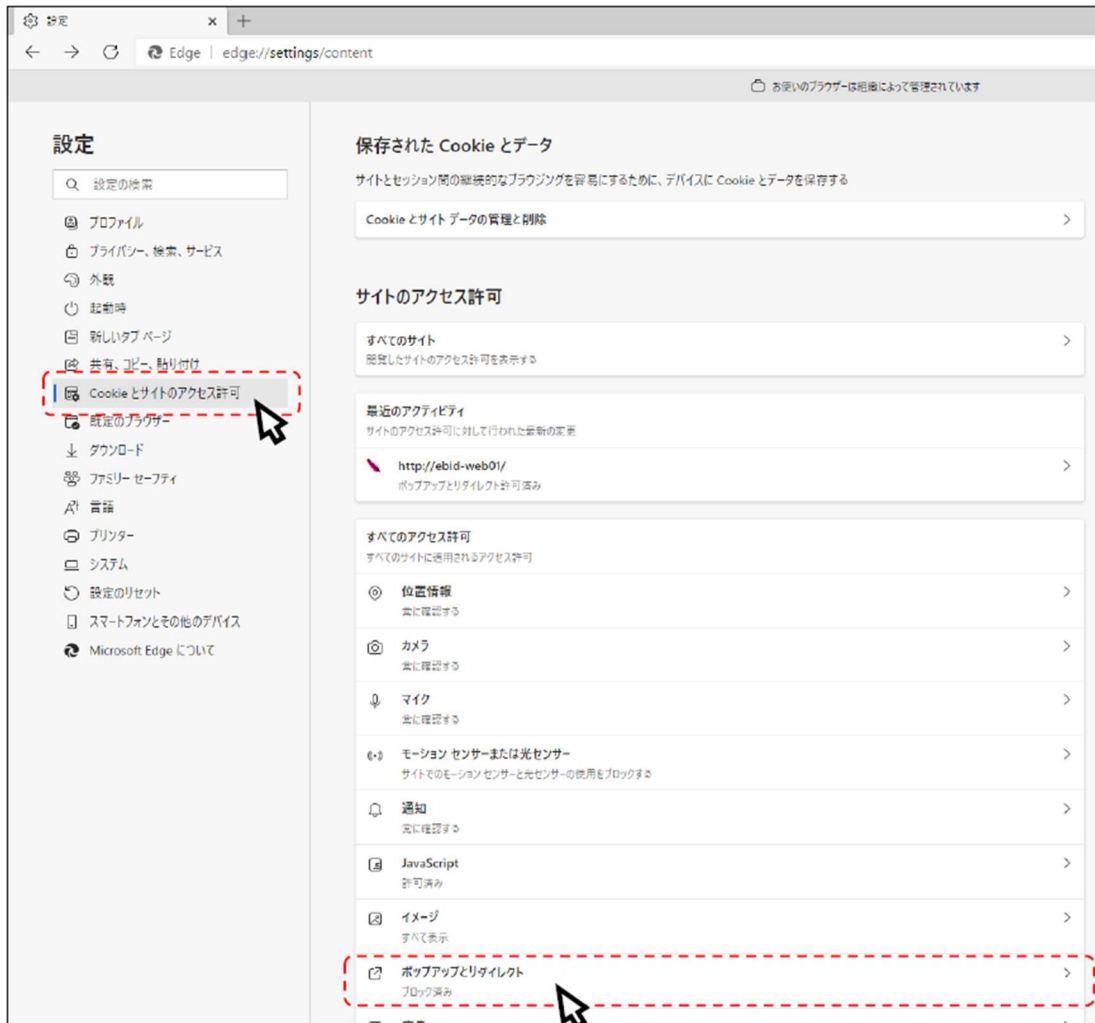 設定
Edge | edge://settings/content
お使いのブラウザーは組織によって管理されています
設定
設定の検索
プロファイル
プライバシー、検索、サービス
外観
起動時
新しいタブ ページ
共有、コピー、貼り付け
Cookie とサイトのアクセス許可
既定のブラウザー
ダウンロード
ファミリー セーフティ
言語
プリンター
システム
設定のリセット
スマートフォンとその他のデバイス
Microsoft Edge について
保存された Cookie とデータ
サイトとセッション間の継続的なブラウジングを容易にするために、デバイスに Cookie とデータを保存する
Cookie とサイト データの管理と削除
サイトのアクセス許可
すべてのサイト
閲覧したサイトのアクセス許可を表示する
最近のアクティビティ
サイトのアクセス許可に対して行われた最新の変更
http://ebid-web01/
ポップアップとリダイレクト許可済み
すべてのアクセス許可
すべてのサイトに適用されるアクセス許可
位置情報
常に確認する
カメラ
常に確認する
マイク
常に確認する
モーション センサーまたは光センサー
サイトでのモーション センサーと光センサーの使用をブロックする
通知
常に確認する
JavaScript
許可済み
イメージ
すべて表示
ポップアップとリダイレクト
ブロック済み